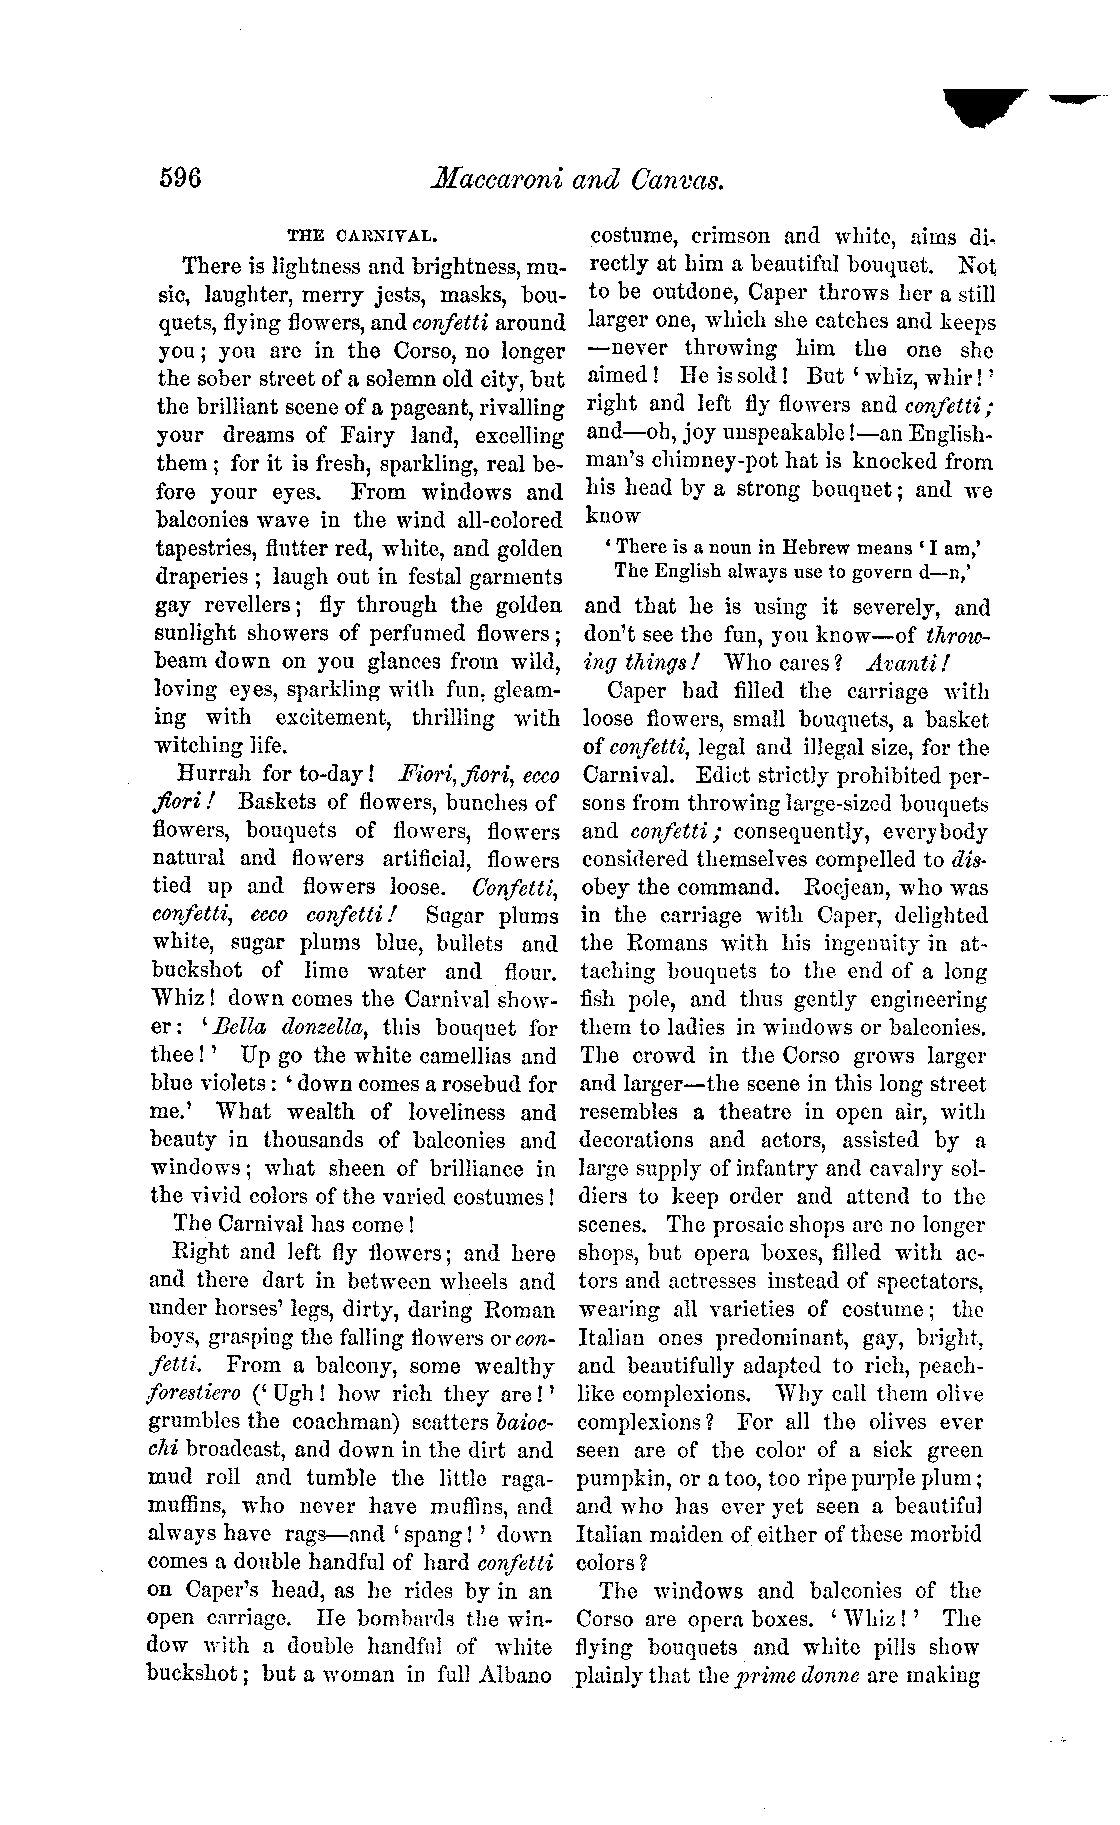 596
Maccaroni and Canvas.
THE CARNIVAL.
There is lightness and brightness, mu-
sic, laughter, merry jests, masks, bou-
quets, flying flowers, and confetti around
you; you are in the Corso, no longer
the sober street of a solemn old city, but
the brilliant scene of a pageant, rivalling
your dreams of Fairy land, excelling
them; for it is fresh, sparkling, real be-
fore your eyes. From windows and
balconies wave in the wind all-colored
tapestries, flutter red, white, and golden
draperies; laugh out in festal garments
gay revellers; fly through the golden
sunlight showers of perfumed flowers;
beam down on you glances from wild,
loving eyes, sparkling with fun, gleam-
ing with excitement, thrilling with
witching life.
Hurrah for to-day! Fiori, fiori, ecco
fiori! Baskets of flowers, bunches of
flowers, bouquets of flowers, flowers
natural and flowers artificial, flowers
tied up and flowers loose. Confetti,
confetti, ecco confetti! Sugar plums
white, sugar plums blue, bullets and
buckshot of lime water and flour.
Whiz! down comes the Carnival show-
er: 'Bella donzella, this bouquet for
thee!' Up go the white camellias and
blue violets: 'down comes a rosebud for
me.' What wealth of loveliness and
beauty in thousands of balconies and
windows; what sheen of brilliance in
the vivid colors of the varied costumes!
The Carnival has come!
Right and left fly flowers; and here
and there dart in between wheels and
under horses' legs, dirty, daring Roman
boys, grasping the falling flowers or con-
fetti. From a balcony, some wealthy
forestiero ('Ugh! how rich they are!'
grumbles the coachman) scatters baioc-
chi broadcast, and down in the dirt and
mud roll and tumble the little raga-
muffins, who never have muffins, and
always have rags—and 'spang!' down
comes a double handful of hard confetti
on Caper's head, as he rides by in an
open carriage. He bombards the win-
dow with a double handful of white
buckshot; but a woman in full Albano
costume, crimson and white, aims di-
rectly at him a beautiful bouquet. Not
to be outdone, Caper throws her a still
larger one, which she catches and keeps
—never throwing him the one she
aimed! He is sold! But 'whiz, whir!'
right and left fly flowers and confetti;
and—oh, joy unspeakable!—an English-
man's chimney-pot hat is knocked from
his head by a strong bouquet; and we
know
'There is a noun in Hebrew means 'I am,'
The English always use to govern d—n,'
and that he is using it severely, and
don't see the fun, you know—of throw-
ing things! Who cares? Avanti!
Caper had filled the carriage with
loose flowers, small bouquets, a basket
of confetti, legal and illegal size, for the
Carnival. Edict strictly prohibited per-
sons from throwing large-sized bouquets
and confetti; consequently, everybody
considered themselves compelled to dis-
obey the command. Rocjean, who was
in the carriage with Caper, delighted
the Romans with his ingenuity in at-
taching bouquets to the end of a long
fish pole, and thus gently engineering
them to ladies in windows or balconies.
The crowd in the Corso grows larger
and larger—the scene in this long street
resembles a theatre in open air, with
decorations and actors, assisted by a
large supply of infantry and cavalry sol-
diers to keep order and attend to the
scenes. The prosaic shops are no longer
shops, but opera boxes, filled with ac-
tors and actresses instead of spectators,
wearing all varieties of costume; the
Italian ones predominant, gay, bright,
and beautifully adapted to rich, peach-
like complexions. Why call them olive
complexions? For all the olives ever
seen are of the color of a sick green
pumpkin, or a too, too ripe purple plum;
and who has ever yet seen a beautiful
Italian maiden of either of these morbid
colors?
The windows and balconies of the
Corso are opera boxes. 'Whiz!' The
flying bouquets and white pills show
plainly that the prime donne are making